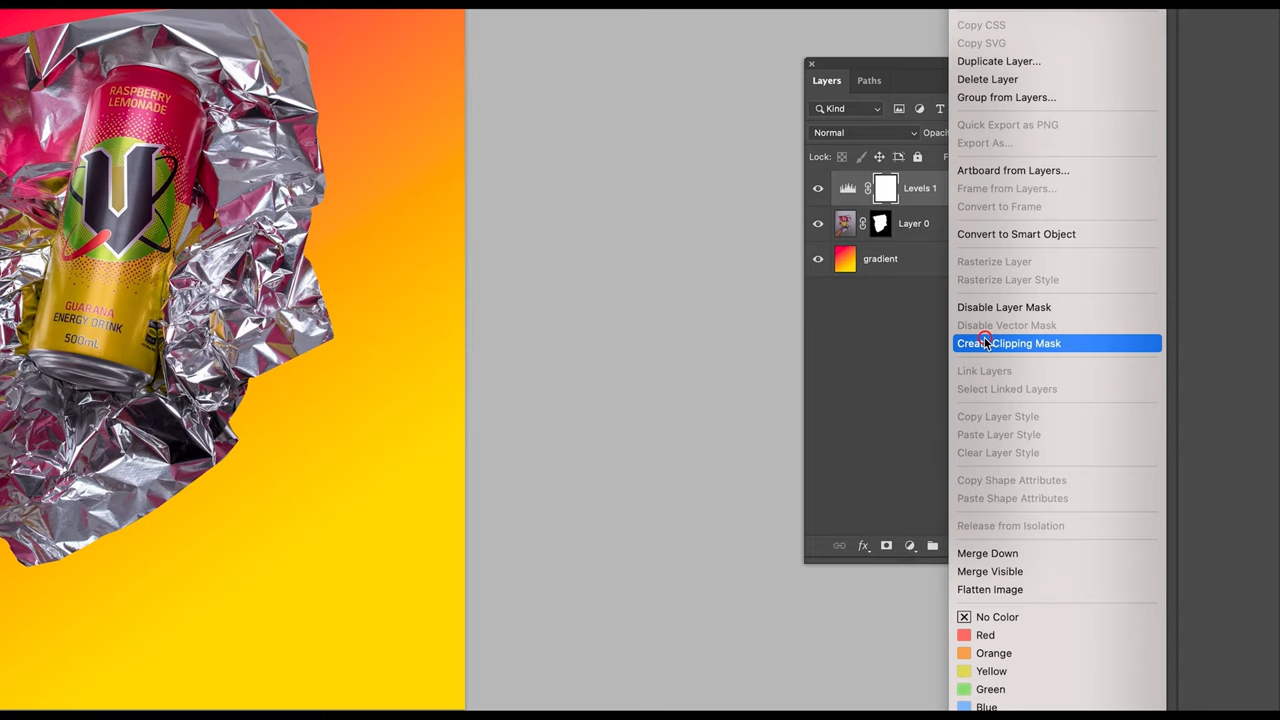 RASPBERRY
LEMONADE
V
GUARANA
ENERGY DRINK
500mL
Layers
Paths
Kind
Normal
Opaci
Lock:
F
Levels 1
Layer 0
gradient
fx
Copy CSS
Copy SVG
Duplicate Layer...
Delete Layer
Group from Layers...
Quick Export as PNG
Export As...
Artboard from Layers...
Frame from Layers...
Convert to Frame
Convert to Smart Object
Rasterize Layer
Rasterize Layer Style
Disable Layer Mask
Disable Vector Mask
Create Clipping Mask
Link Layers
Select Linked Layers
Copy Layer Style
Paste Layer Style
Clear Layer Style
Copy Shape Attributes
Paste Shape Attributes
Release from Isolation
Merge Down
Merge Visible
Flatten Image
No Color
Red
Orange
Yellow
Green
Blue